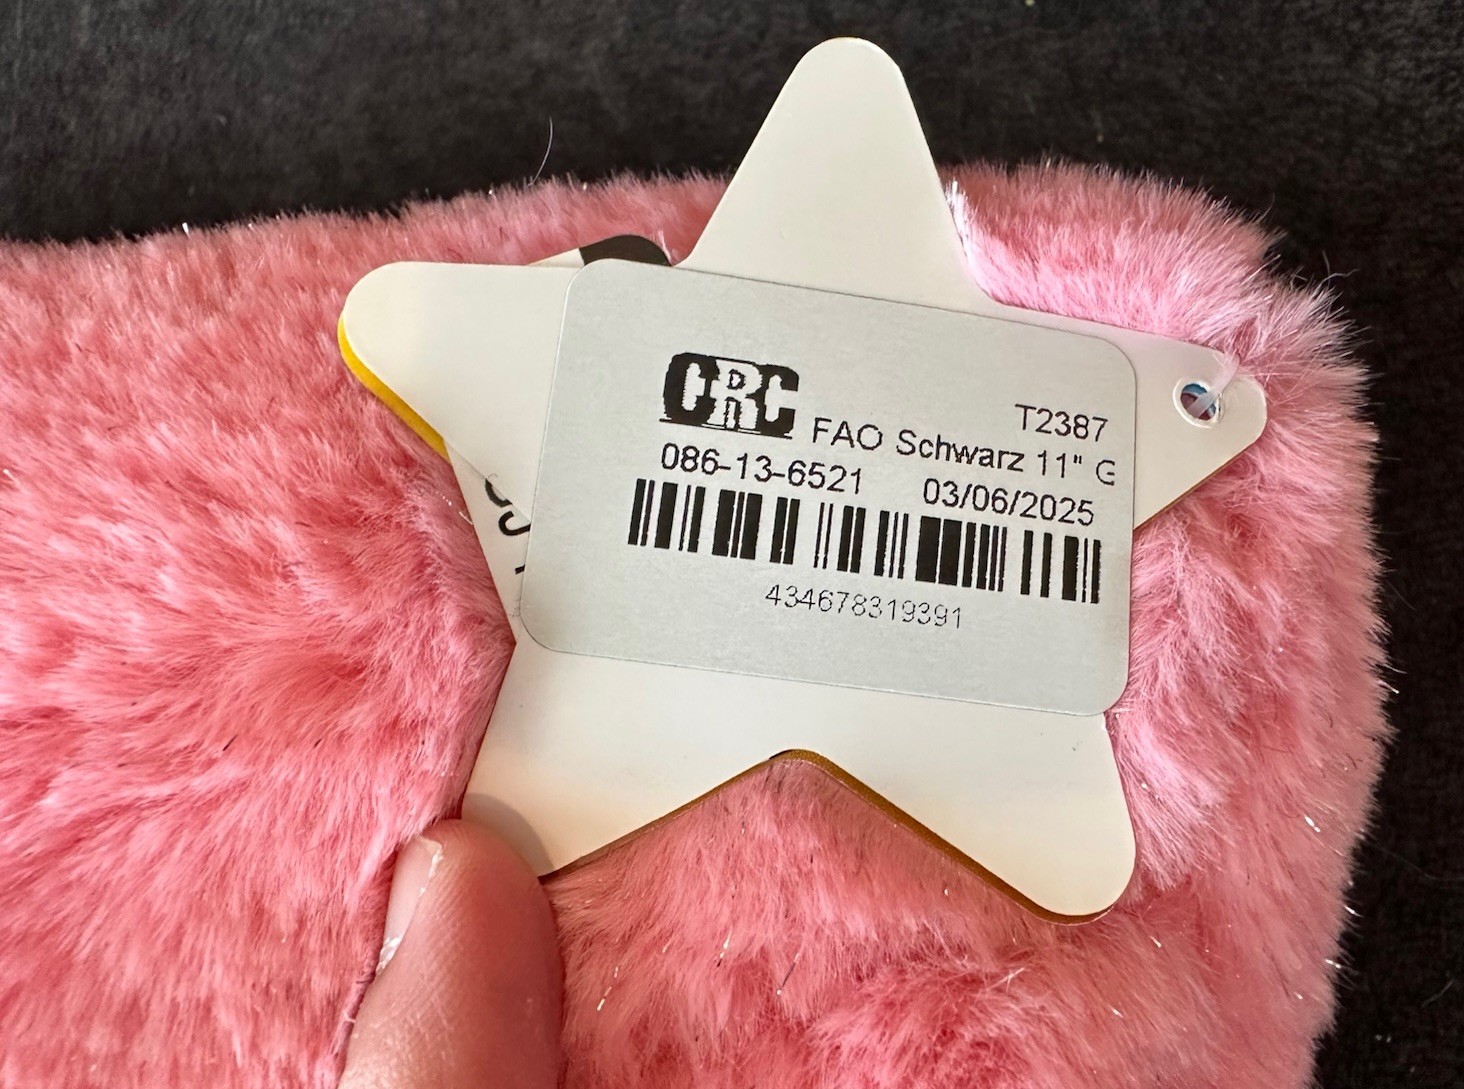 CRC
T2387
FAO Schwarz 11" G
086-13-6521 03/06/2025
434678319391